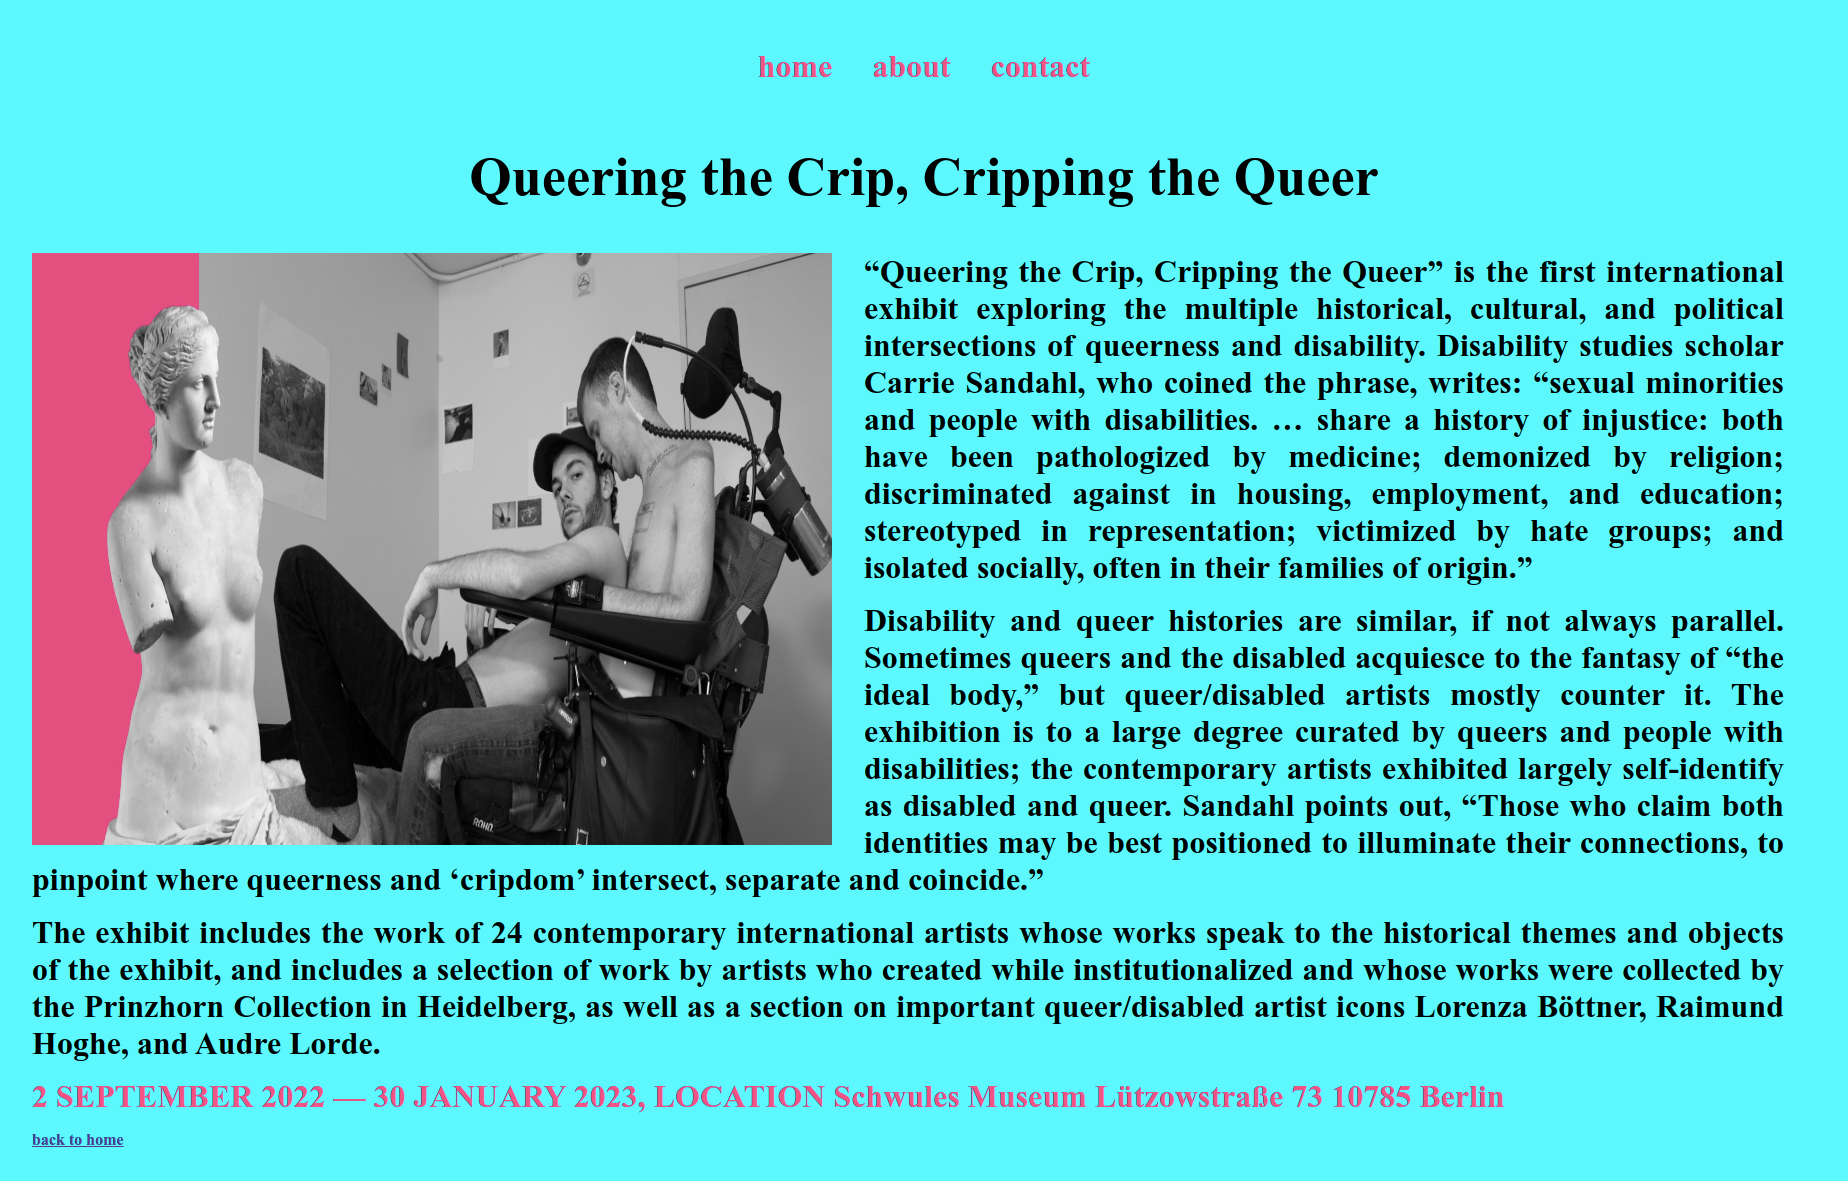 home about contact
Queering the Crip, Cripping the Queer
“Queering the Crip, Cripping the Queer” is the first international
exhibit exploring the multiple historical, cultural, and political
intersections of queerness and disability. Disability studies scholar
Carrie Sandahl, who coined the phrase, writes: “sexual minorities
and people with disabilities. … share a history of injustice: both
have been pathologized by medicine; demonized by religion;
discriminated against in housing, employment, and education;
stereotyped in representation; victimized by hate groups; and
isolated socially, often in their families of origin.”
Disability and queer histories are similar, if not always parallel.
Sometimes queers and the disabled acquiesce to the fantasy of “the
ideal body,” but queer/disabled artists mostly counter it. The
exhibition is to a large degree curated by queers and people with
disabilities; the contemporary artists exhibited largely self-identify
as disabled and queer. Sandahl points out, “Those who claim both
identities may be best positioned to illuminate their connections, to
pinpoint where queerness and ‘cripdom’ intersect, separate and coincide.”
The exhibit includes the work of 24 contemporary international artists whose works speak to the historical themes and objects
of the exhibit, and includes a selection of work by artists who created while institutionalized and whose works were collected by
the Prinzhorn Collection in Heidelberg, as well as a section on important queer/disabled artist icons Lorenza Böttner, Raimund
Hoghe, and Audre Lorde.
2 SEPTEMBER 2022 — 30 JANUARY 2023, LOCATION Schwules Museum Lützowstraße 73 10785 Berlin
back to home
ROHO